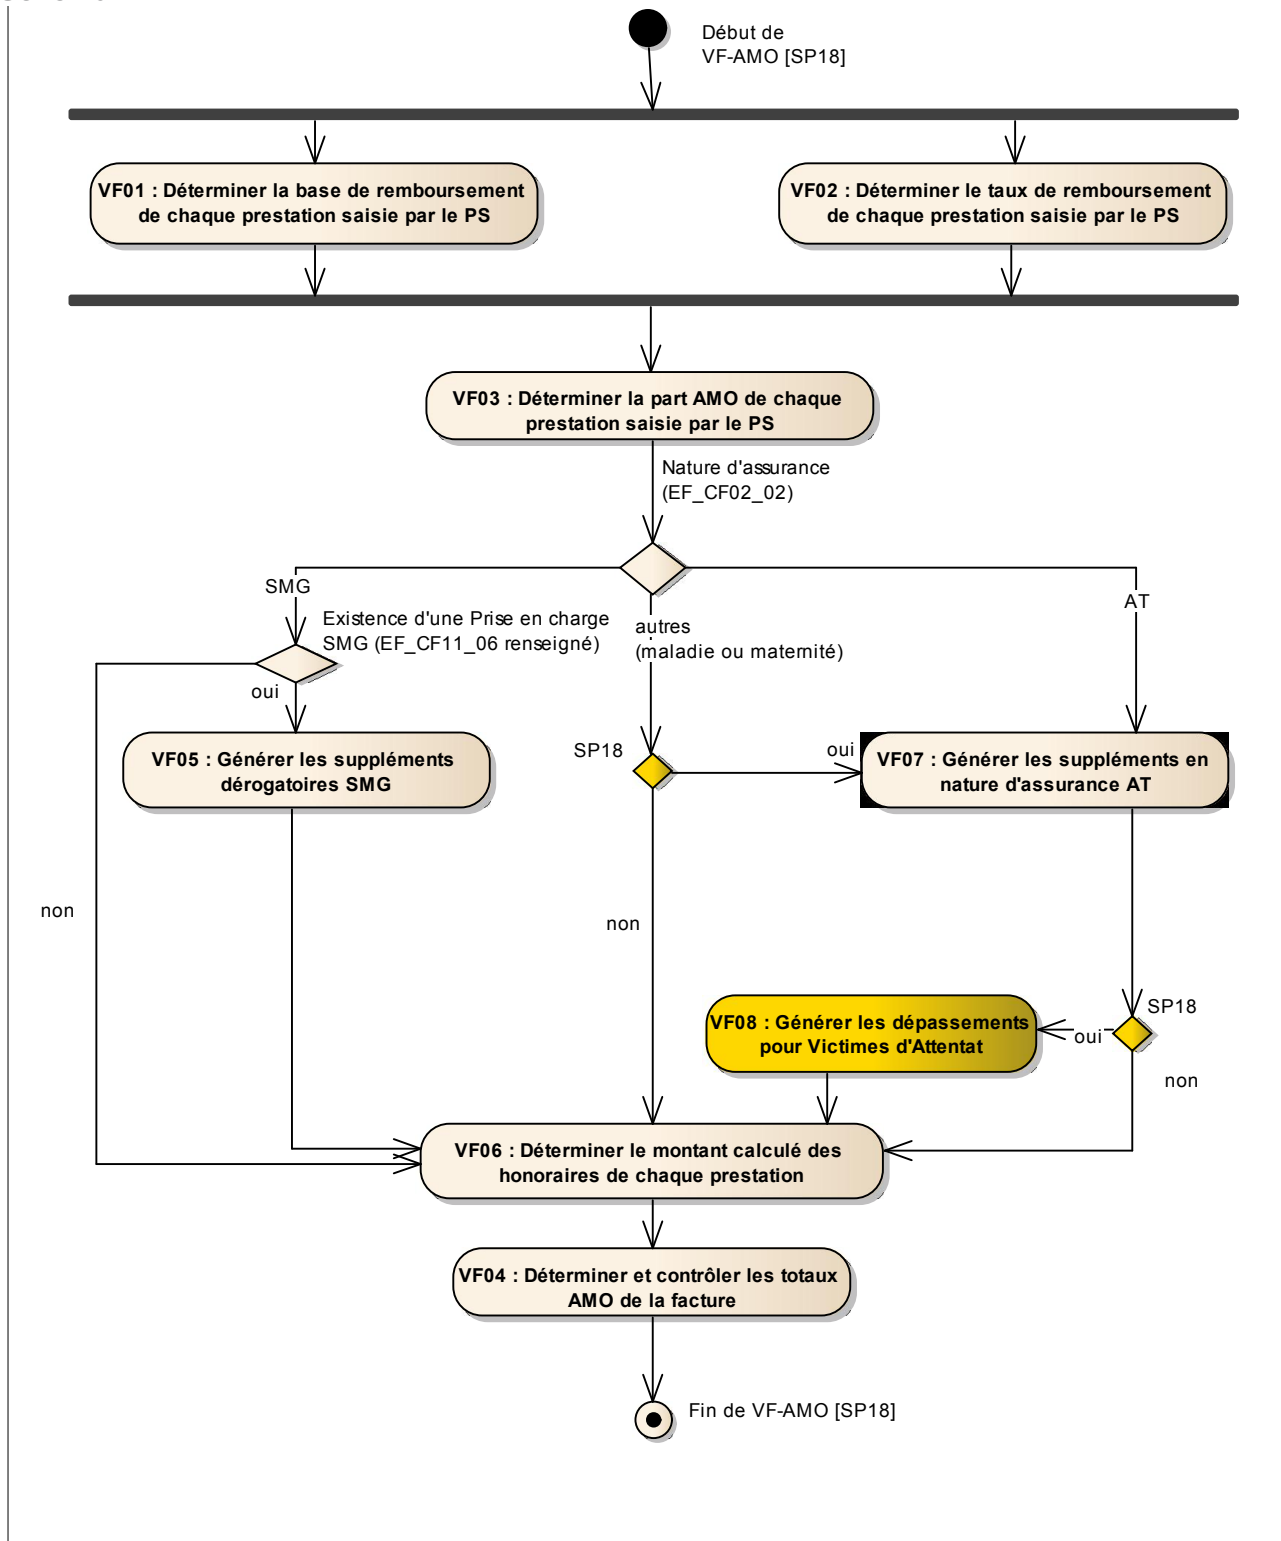 Début de
VF-AMO [SP18]
VF01 : Déterminer la base de remboursement
de chaque prestation saisie par le PS
VF02 : Déterminer le taux de remboursement
de chaque prestation saisie par le PS
VF03 : Déterminer la part AMO de chaque
prestation saisie par le PS
Nature d'assurance
(EF_CF02_02)
SMG
Existence d'une Prise en charge
SMG (EF_CF11_06 renseigné)
autres
(maladie ou maternité)
AT
oui
VF05 : Générer les suppléments
dérogatoires SMG
SP18
oui
VF07 : Générer les suppléments en
nature d'assurance AT
non
non
VF08 : Générer les dépassements
pour Victimes d'Attentat
oui
SP18
non
VF06 : Déterminer le montant calculé des
honoraires de chaque prestation
VF04 : Déterminer et contrôler les totaux
AMO de la facture
Fin de VF-AMO [SP18]